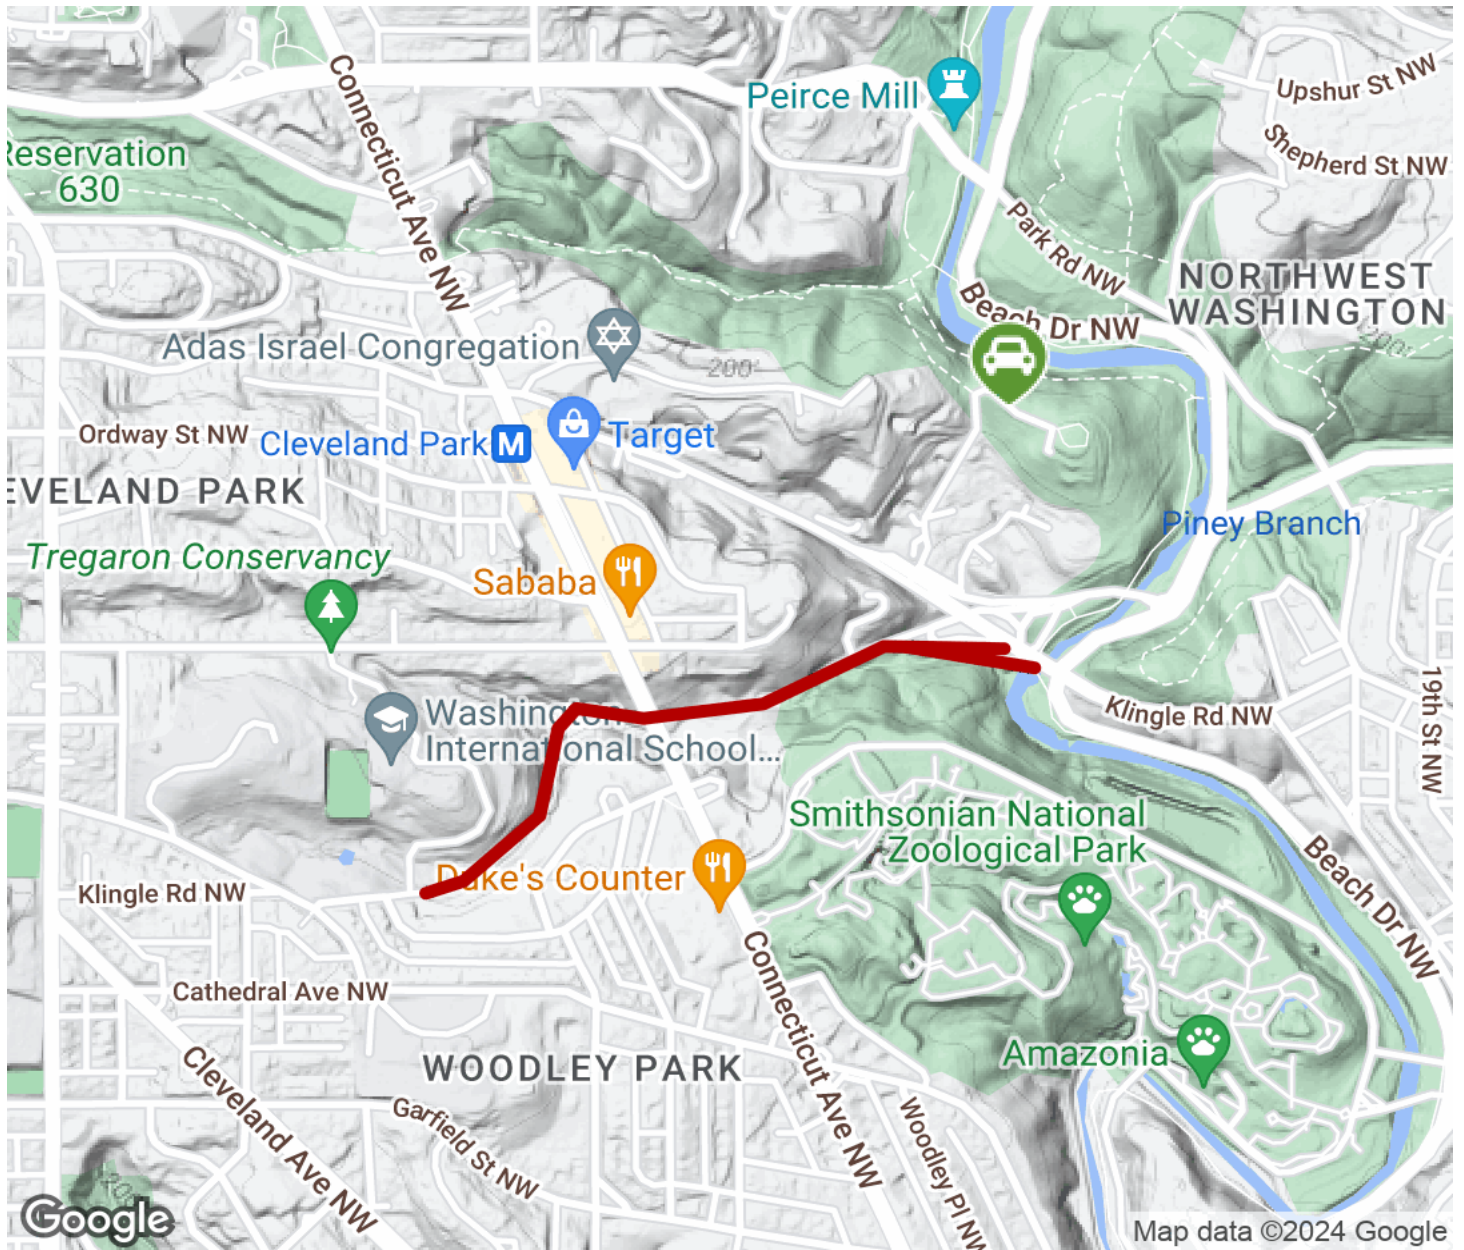 Connecticut Ave NW
Peirce Mill
Upshur St NW
Shepherd St NW
Reservation
630
Park Rd NW
NORTHWEST
WASHINGTON
Beach Dr NW
Adas Israel Congregation
200'
200'
Ordway St NW
Cleveland Park
M
Target
EVELAND PARK
Piney Branch
Tregaron Conservancy
Sababa
19th St NW
Washington
International School...
Klingle Rd NW
Smithsonian National
Zoological Park
Duke's Counter
Klingle Rd NW
Beach Dr NW
Connecticut Ave NW
Cathedral Ave NW
Amazonia
WOODLEY PARK
Cleveland Ave NW
Garfield St NW
Woodley Pl NW
Google
Map data ©2024 Google